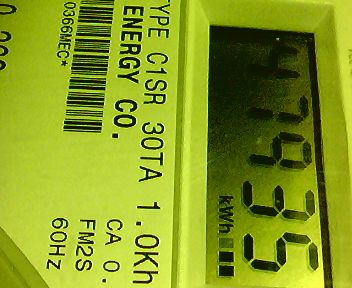 47935
kWh
TYPE C1SR 30TA 1.0Kh
ENERGY CO.
CA 0.
FM2S
60HZ
0366MEC*